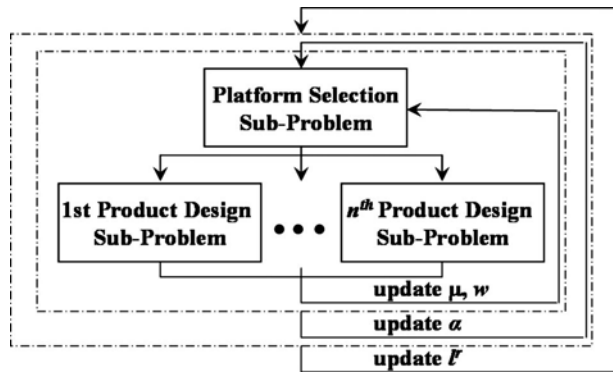 Platform Selection
Sub-Problem
1st Product Design
Sub-Problem
• • •
nᵗʰ Product Design
Sub-Problem
update μ, w
update α
update lʳ